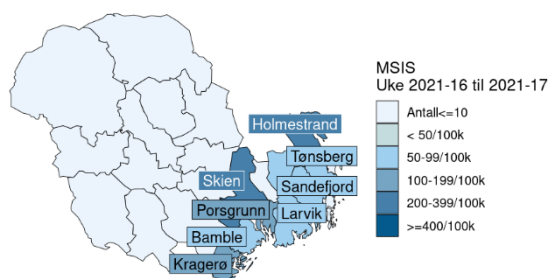 MSIS
Uke 2021-16 til 2021-17
Antall<=10
< 50/100k
50-99/100k
100-199/100k
200-399/100k
>=400/100k
Holmestrand
Tønsberg
Skien
Sandefjord
Porsgrunn
Larvik
Bamble
Kragerø